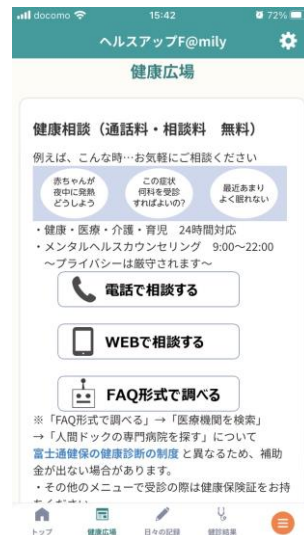 docomo 15:42 72%
ヘルスアップF@mily
健康広場
健康相談（通話料・相談料 無料）
例えば、こんな時…お気軽にご相談ください
赤ちゃんが
夜中に発熱
どうしよう
この症状
何科を受診
すればよいの?
最近あまり
よく眠れない
・健康・医療・介護・育児 24時間対応
・メンタルヘルスカウンセリング 9:00〜22:00
〜プライバシーは厳守されます〜
電話で相談する
WEBで相談する
FAQ形式で調べる
※「FAQ形式で調べる」→「医療機関を検索」
→「人間ドックの専門病院を探す」について
富士通健保の健康診断の制度 と異なるため、補助
金が出ない場合があります。
・その他のメニューで受診の際は健康保険証をお持
トップ 健康広場 日々の記録 健診結果